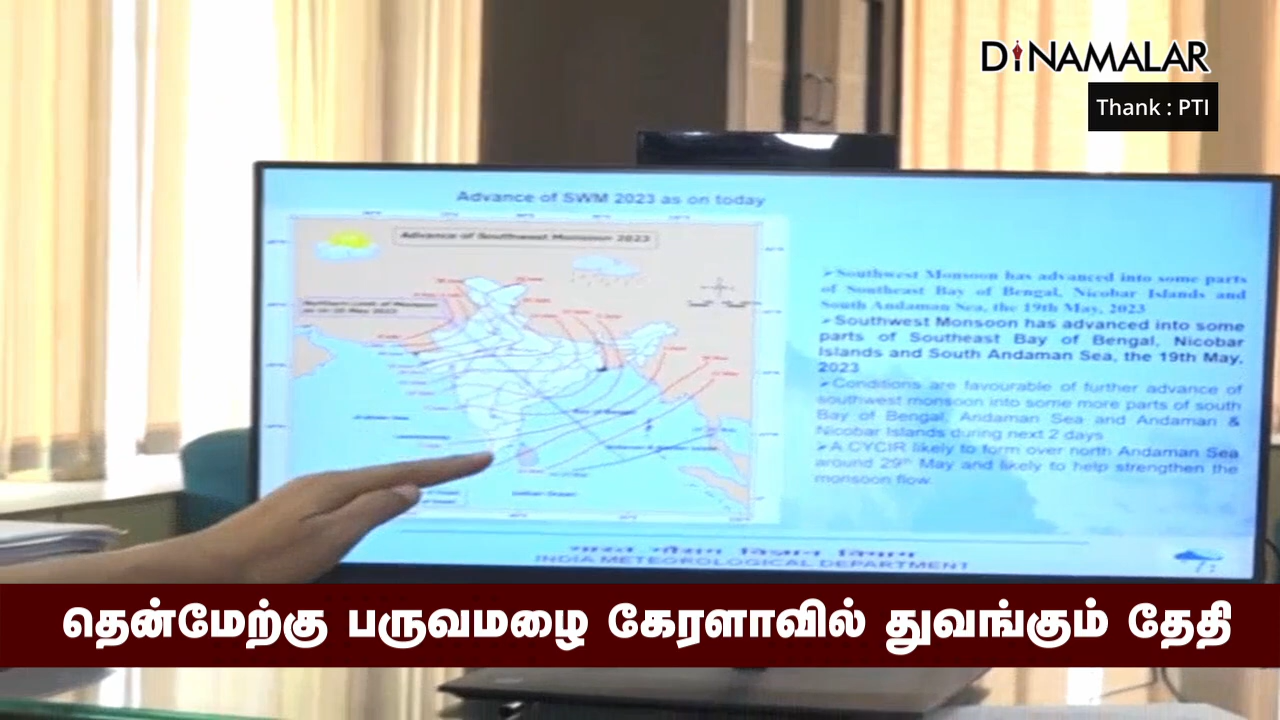 DINAMALAR
Thank : PTI
Advance of SWM 2023 as on today
Advance of Southwest Monsoon 2023
➢Southwest Monsoon has advanced into some parts
of Southeast Bay of Bengal, Nicobar Islands and
South Andaman Sea, the 19th May, 2023
➢Southwest Monsoon has advanced into some
parts of Southeast Bay of Bengal, Nicobar
Islands and South Andaman Sea, the 19th May,
2023
➢Conditions are favourable of further advance of
southwest monsoon into some more parts of south
Bay of Bengal, Andaman Sea and Andaman &
Nicobar Islands during next 2 days
➢A CYCIR likely to form over north Andaman Sea
around 29th May and likely to help strengthen the
monsoon flow.
भारत मौसम विज्ञान विभाग
INDIA METEOROLOGICAL DEPARTMENT
தென்மேற்கு பருவமழை கேரளாவில் துவங்கும் தேதி